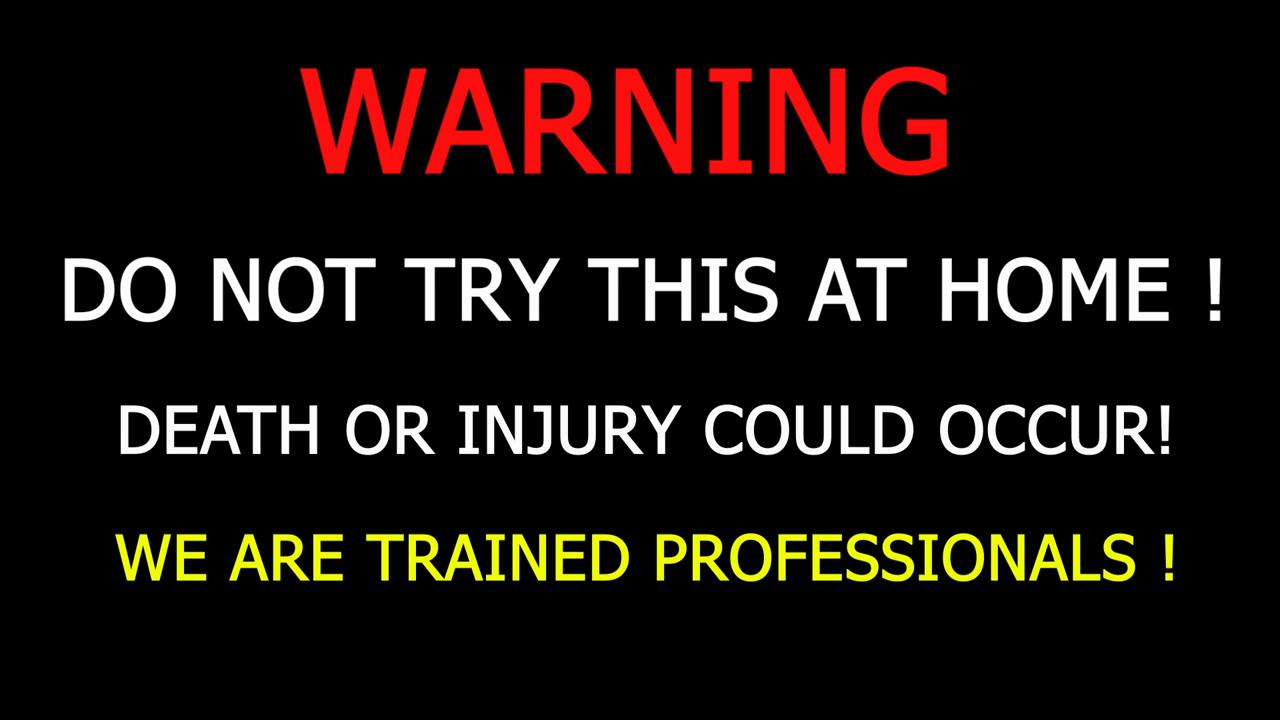 WARNING
DO NOT TRY THIS AT HOME !
DEATH OR INJURY COULD OCCUR!
WE ARE TRAINED PROFESSIONALS !